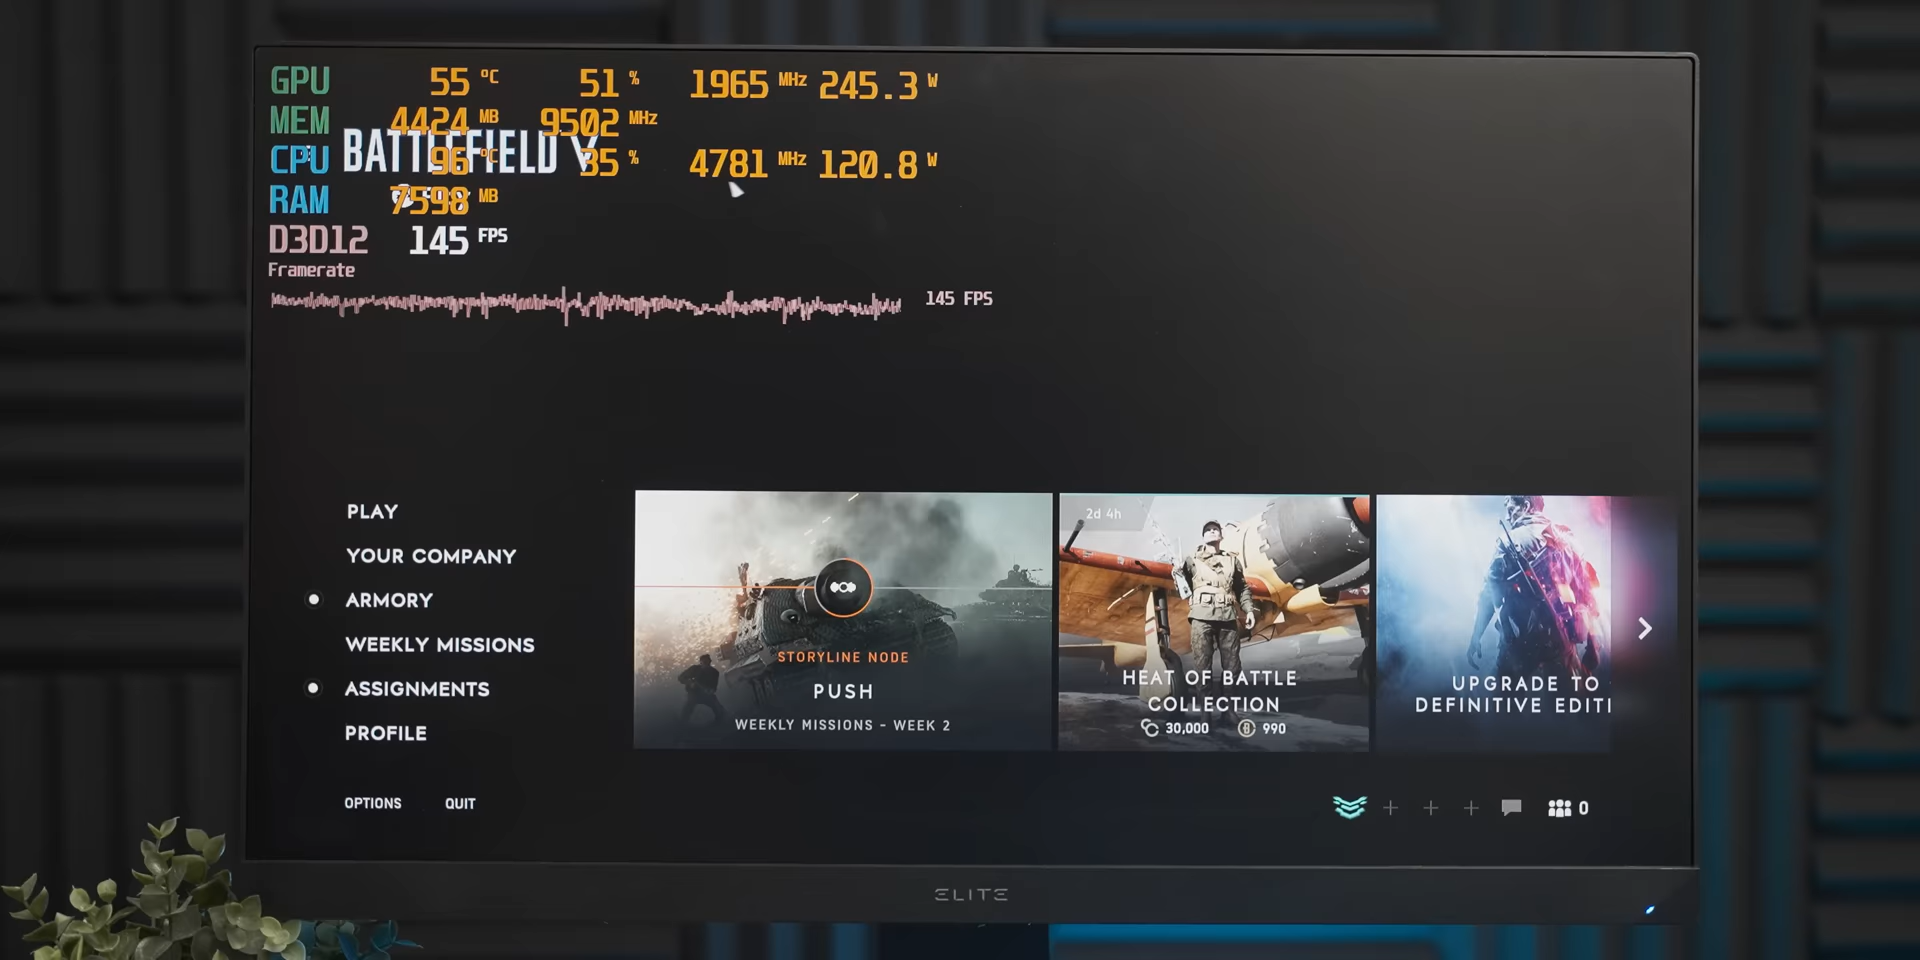 GPU 55 °C 51 % 1965 MHz 245.3 W
MEM 4424 MB 9502 MHz
BATTLEFIELD V
CPU 96 °C 35 % 4781 MHz 120.8 W
RAM 7598 MB
D3D12 145 FPS
Framerate
145 FPS
PLAY
YOUR COMPANY
ARMORY
WEEKLY MISSIONS
ASSIGNMENTS
PROFILE
OPTIONS QUIT
STORYLINE NODE
PUSH
WEEKLY MISSIONS - WEEK 2
2d 4h
HEAT OF BATTLE
COLLECTION
30,000 990
UPGRADE TO
DEFINITIVE EDITI
0
ELITE